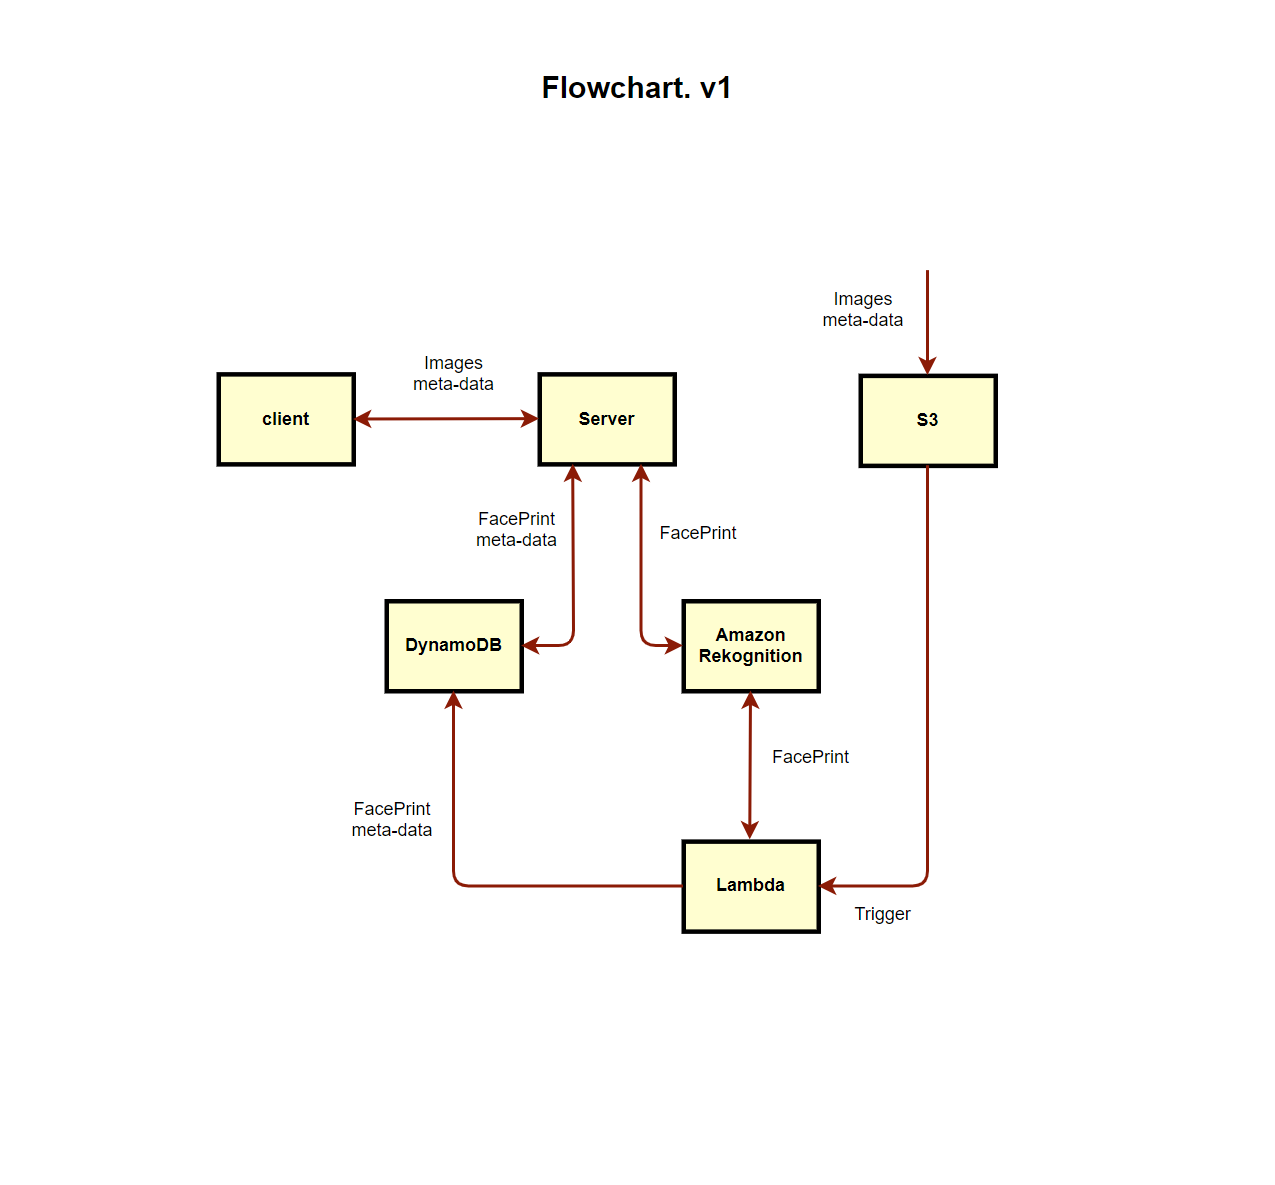 Flowchart. v1
Images
meta-data
Images
meta-data
client
Server
S3
FacePrint
meta-data
FacePrint
DynamoDB
Amazon
Rekognition
FacePrint
FacePrint
meta-data
Lambda
Trigger